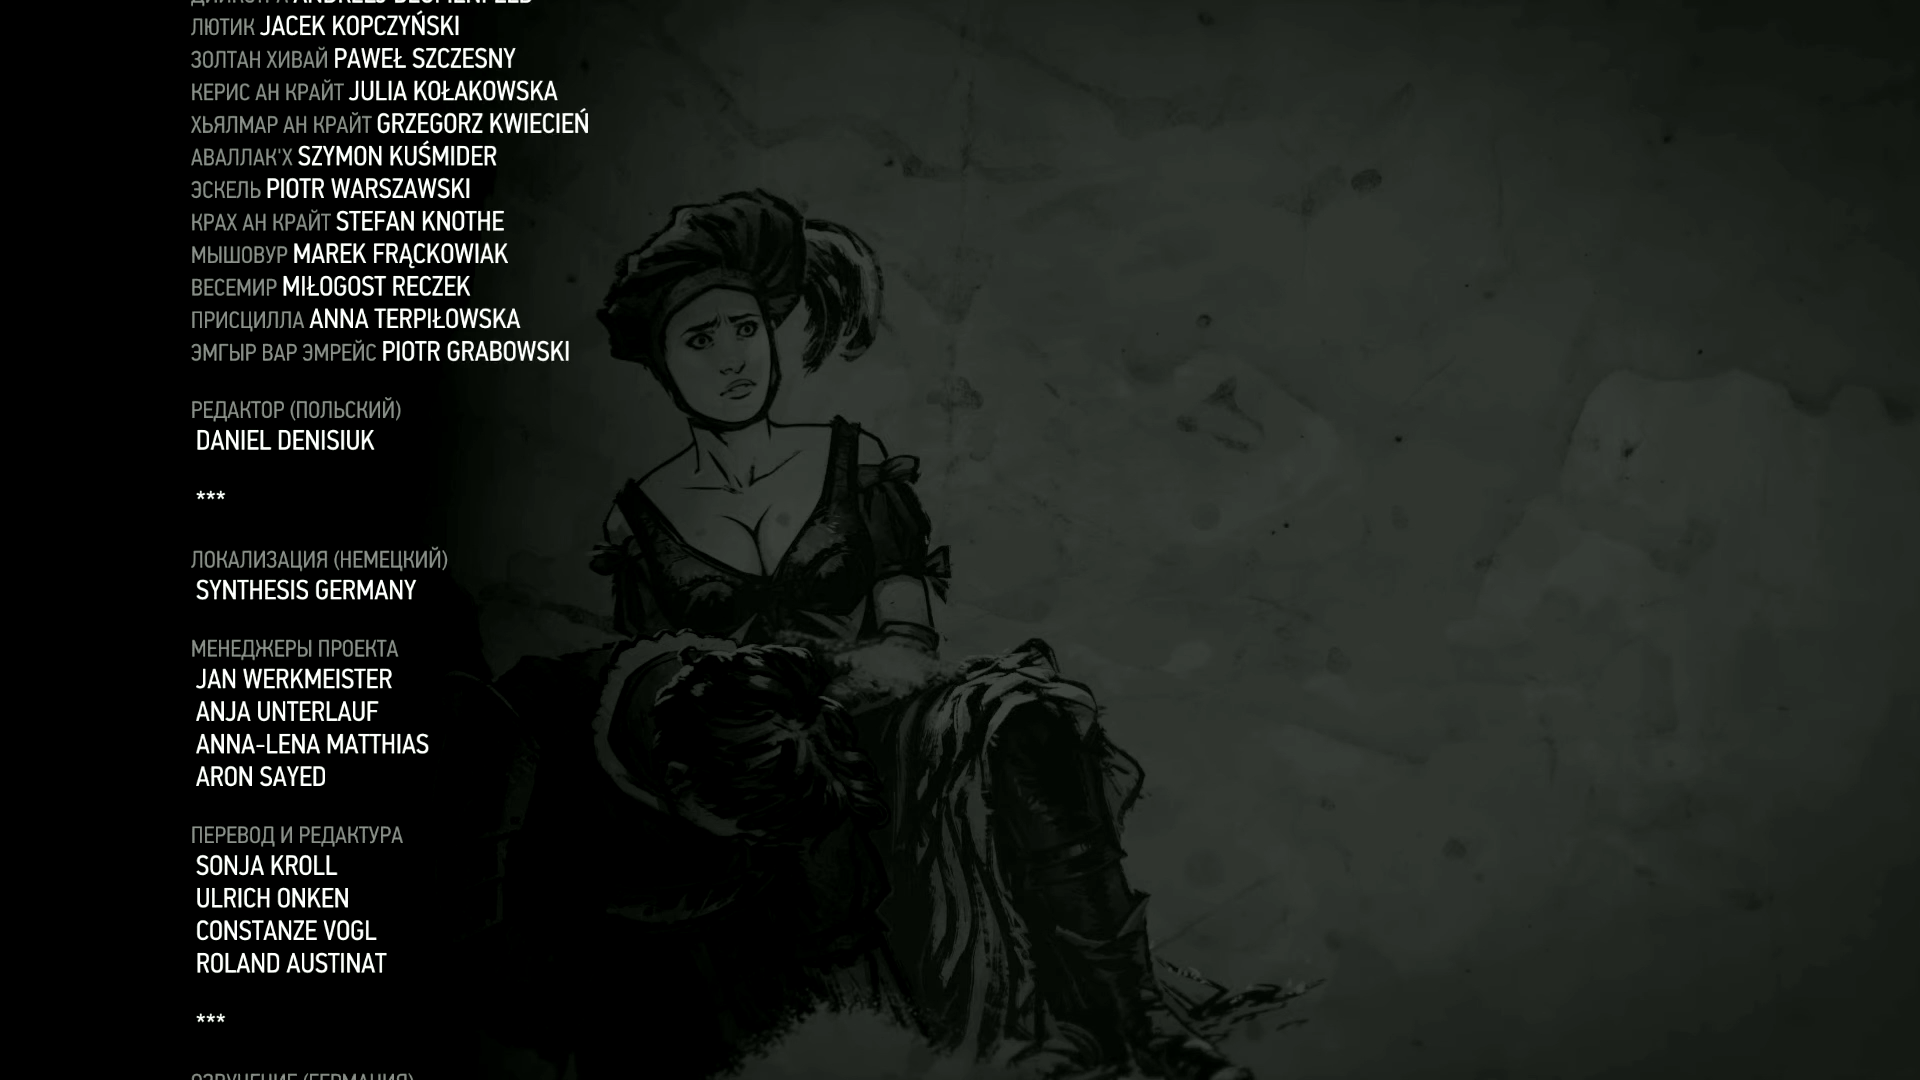 ЛЮТИК JACEK KOPCZYŃSKI
ЗОЛТАН ХИВАЙ PAWEŁ SZCZESNY
КЕРИС АН КРАЙТ JULIA KOŁAKOWSKA
ХЬЯЛМАР АН КРАЙТ GRZEGORZ KWIECIEŃ
АВАЛЛАК'Х SZYMON KUŚMIDER
ЭСКЕЛЬ PIOTR WARSZAWSKI
КРАХ АН КРАЙТ STEFAN KNOTHE
МЫШОВУР MAREK FRĄCKOWIAK
ВЕСЕМИР MIŁOGOST RECZEK
ПРИСЦИЛЛА ANNA TERPIŁOWSKA
ЭМГЫР ВАР ЭМРЕЙС PIOTR GRABOWSKI
РЕДАКТОР (ПОЛЬСКИЙ)
DANIEL DENISIUK
***
ЛОКАЛИЗАЦИЯ (НЕМЕЦКИЙ)
SYNTHESIS GERMANY
МЕНЕДЖЕРЫ ПРОЕКТА
JAN WERKMEISTER
ANJA UNTERLAUF
ANNA-LENA MATTHIAS
ARON SAYED
ПЕРЕВОД И РЕДАКТУРА
SONJA KROLL
ULRICH ONKEN
CONSTANZE VOGL
ROLAND AUSTINAT
***
ОЗВУЧЕНИЕ (ГЕРМАНИЯ)